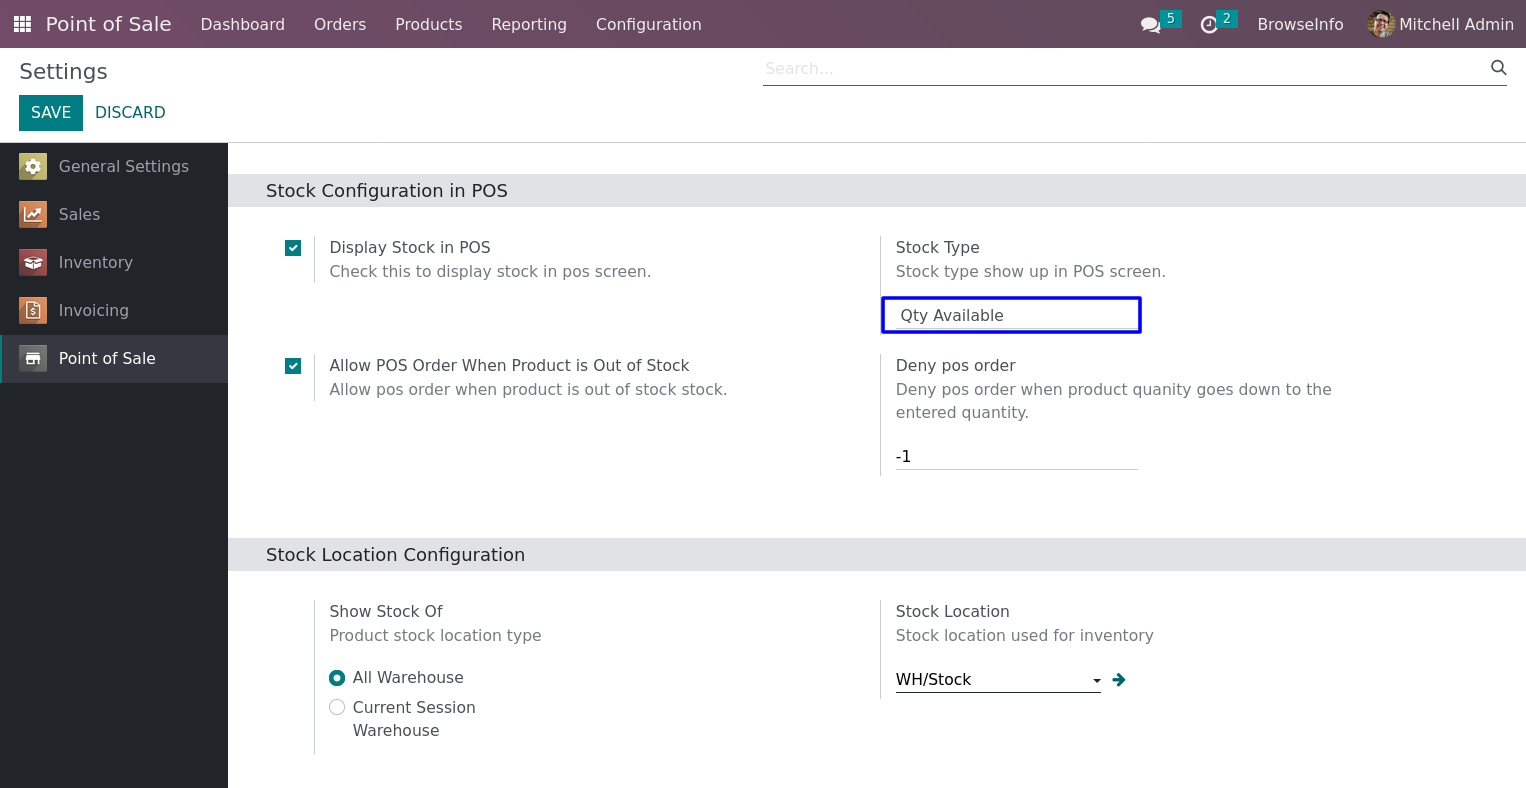 Point of Sale Dashboard Orders Products Reporting Configuration 5 2 BrowseInfo Mitchell Admin
Settings
Search...
SAVE DISCARD
General Settings
Sales
Inventory
Invoicing
Point of Sale
Stock Configuration in POS
Display Stock in POS
Check this to display stock in pos screen.
Stock Type
Stock type show up in POS screen.
Qty Available
Allow POS Order When Product is Out of Stock
Allow pos order when product is out of stock stock.
Deny pos order
Deny pos order when product quanity goes down to the
entered quantity.
-1
Stock Location Configuration
Show Stock Of
Product stock location type
All Warehouse
Current Session
Warehouse
Stock Location
Stock location used for inventory
WH/Stock